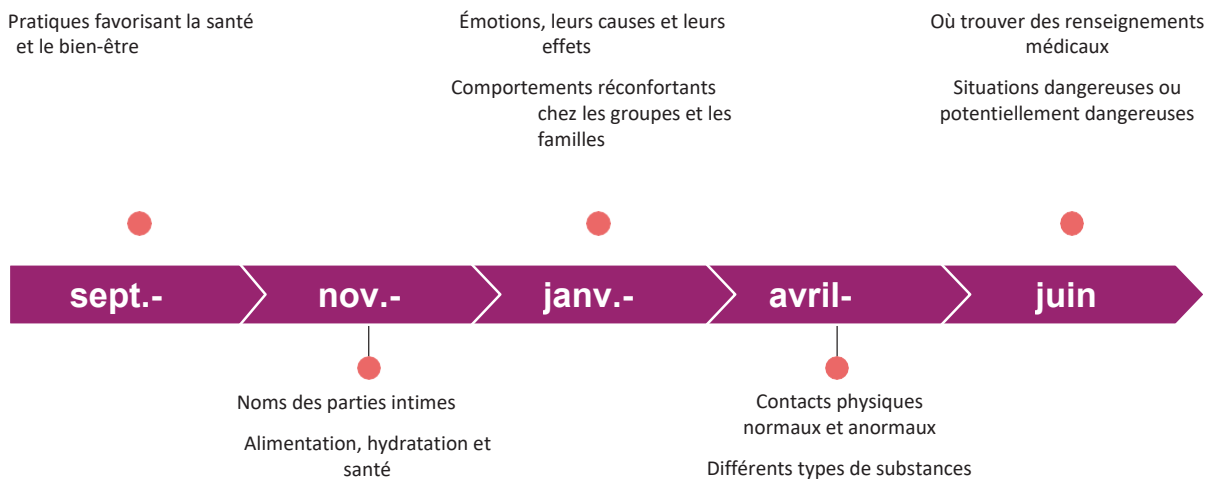 Pratiques favorisant la santé
et le bien-être
Émotions, leurs causes et leurs
effets
Comportements réconfortants
chez les groupes et les
familles
Où trouver des renseignements
médicaux
Situations dangereuses ou
potentiellement dangereuses
sept.-
nov.-
janv.-
avril-
juin
Noms des parties intimes
Alimentation, hydratation et
santé
Contacts physiques
normaux et anormaux
Différents types de substances